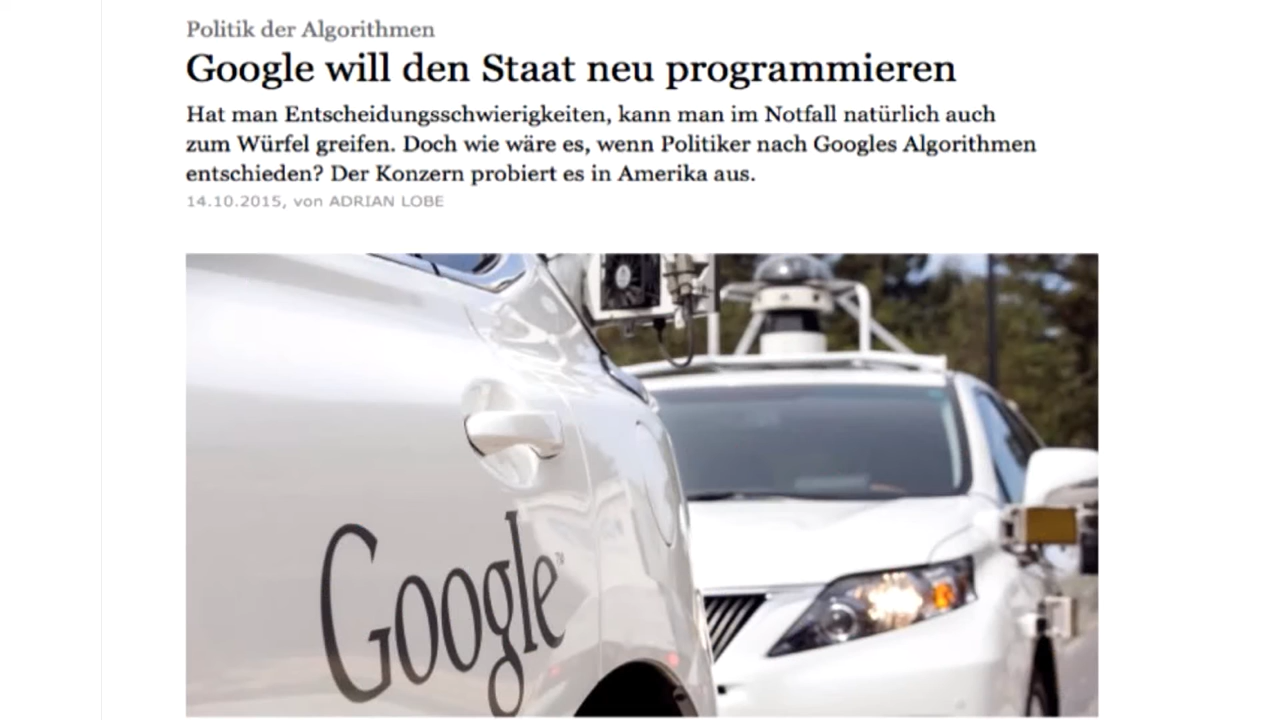 Politik der Algorithmen
Google will den Staat neu programmieren
Hat man Entscheidungsschwierigkeiten, kann man im Notfall natürlich auch
zum Würfel greifen. Doch wie wäre es, wenn Politiker nach Googles Algorithmen
entschieden? Der Konzern probiert es in Amerika aus.
14.10.2015, von ADRIAN LOBE
Google